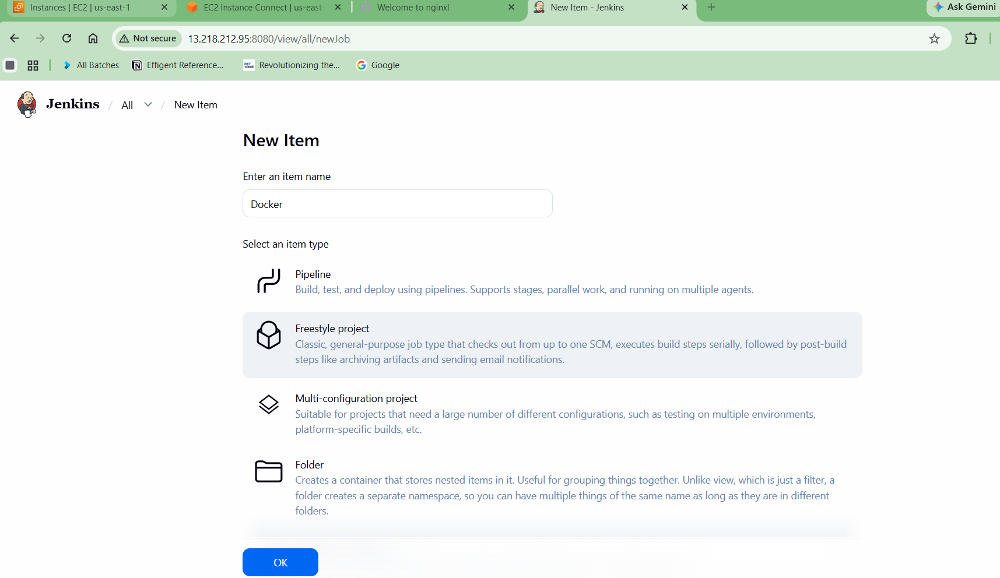 Instances | EC2 | us-east-1
EC2 Instance Connect | us-east-
Welcome to nginx!
New Item - Jenkins
Ask Gemini
Not secure
13.218.212.95:8080/view/all/newJob
All Batches
Effigent Reference...
Revolutionizing the...
Google
Jenkins / All / New Item
New Item
Enter an item name
Docker
Select an item type
Pipeline
Build, test, and deploy using pipelines. Supports stages, parallel work, and running on multiple agents.
Freestyle project
Classic, general-purpose job type that checks out from up to one SCM, executes build steps serially, followed by post-build
steps like archiving artifacts and sending email notifications.
Multi-configuration project
Suitable for projects that need a large number of different configurations, such as testing on multiple environments,
platform-specific builds, etc.
Folder
Creates a container that stores nested items in it. Useful for grouping things together. Unlike view, which is just a filter, a
folder creates a separate namespace, so you can have multiple things of the same name as long as they are in different
folders.
OK